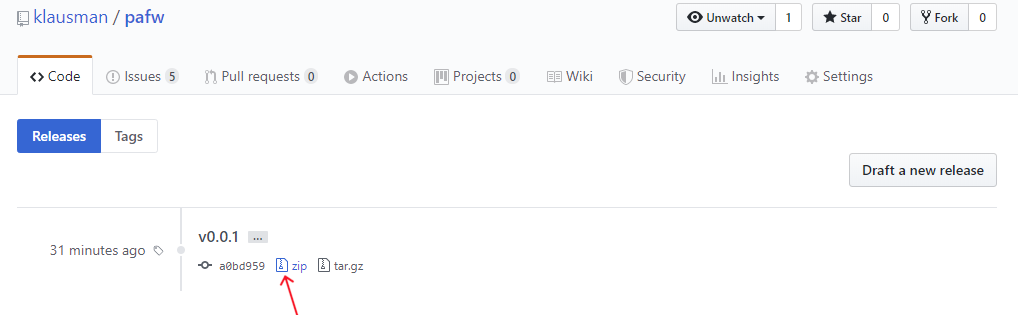 klausman / pafw
Unwatch 1 Star 0 Fork 0
Code Issues 5 Pull requests 0 Actions Projects 0 Wiki Security Insights Settings
Releases Tags
Draft a new release
31 minutes ago v0.0.1 ...
a0bd959 zip tar.gz